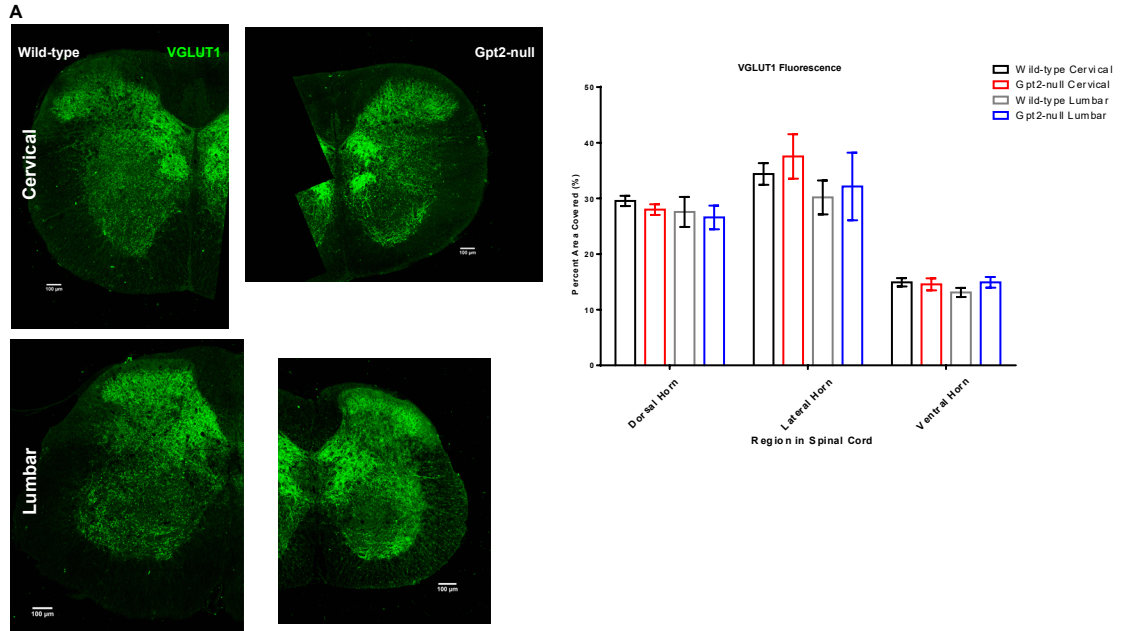 A
Wild-type VGLUT1
Gpt2-null
Cervical
100 µm
100 µm
Lumbar
100 µm
100 µm
VGLUT1 Fluorescence
Wild-type Cervical
Gpt2-null Cervical
Wild-type Lumbar
Gpt2-null Lumbar
Percent Area Covered (%)
50
40
30
20
10
0
Dorsal Horn
Lateral Horn
Ventral Horn
Region in Spinal Cord